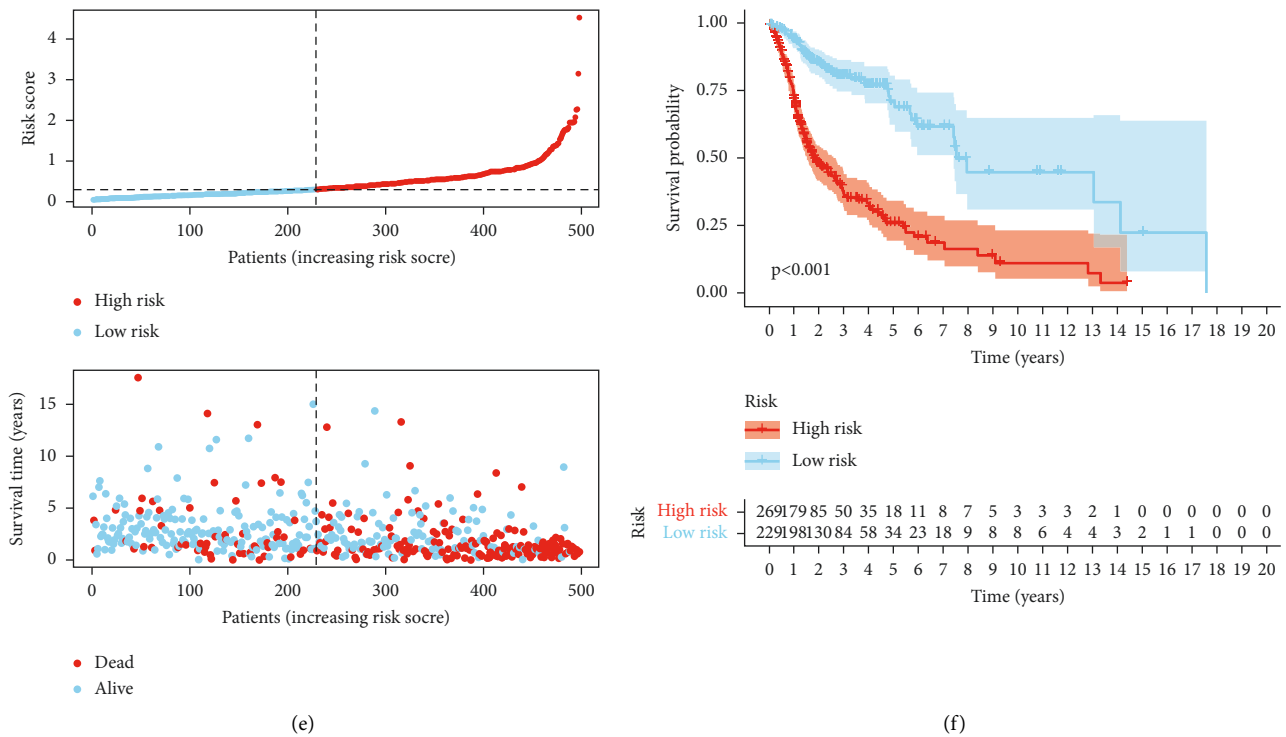 4
3
2
1
0
Risk score
0 100 200 300 400 500
Patients (increasing risk socre)
High risk
Low risk
15
10
5
0
Survival time (years)
0 100 200 300 400 500
Patients (increasing risk socre)
Dead
Alive
(e)
1.00
0.75
0.50
0.25
0.00
Survival probability
p<0.001
0 1 2 3 4 5 6 7 8 9 10 11 12 13 14 15 16 17 18 19 20
Time (years)
Risk
High risk
Low risk
Risk
High risk 269 179 85 50 35 18 11 8 7 5 3 3 3 2 1 0 0 0 0 0 0
Low risk 229 198 130 84 58 34 23 18 9 8 8 6 4 4 3 2 1 1 0 0 0
0 1 2 3 4 5 6 7 8 9 10 11 12 13 14 15 16 17 18 19 20
Time (years)
(f)